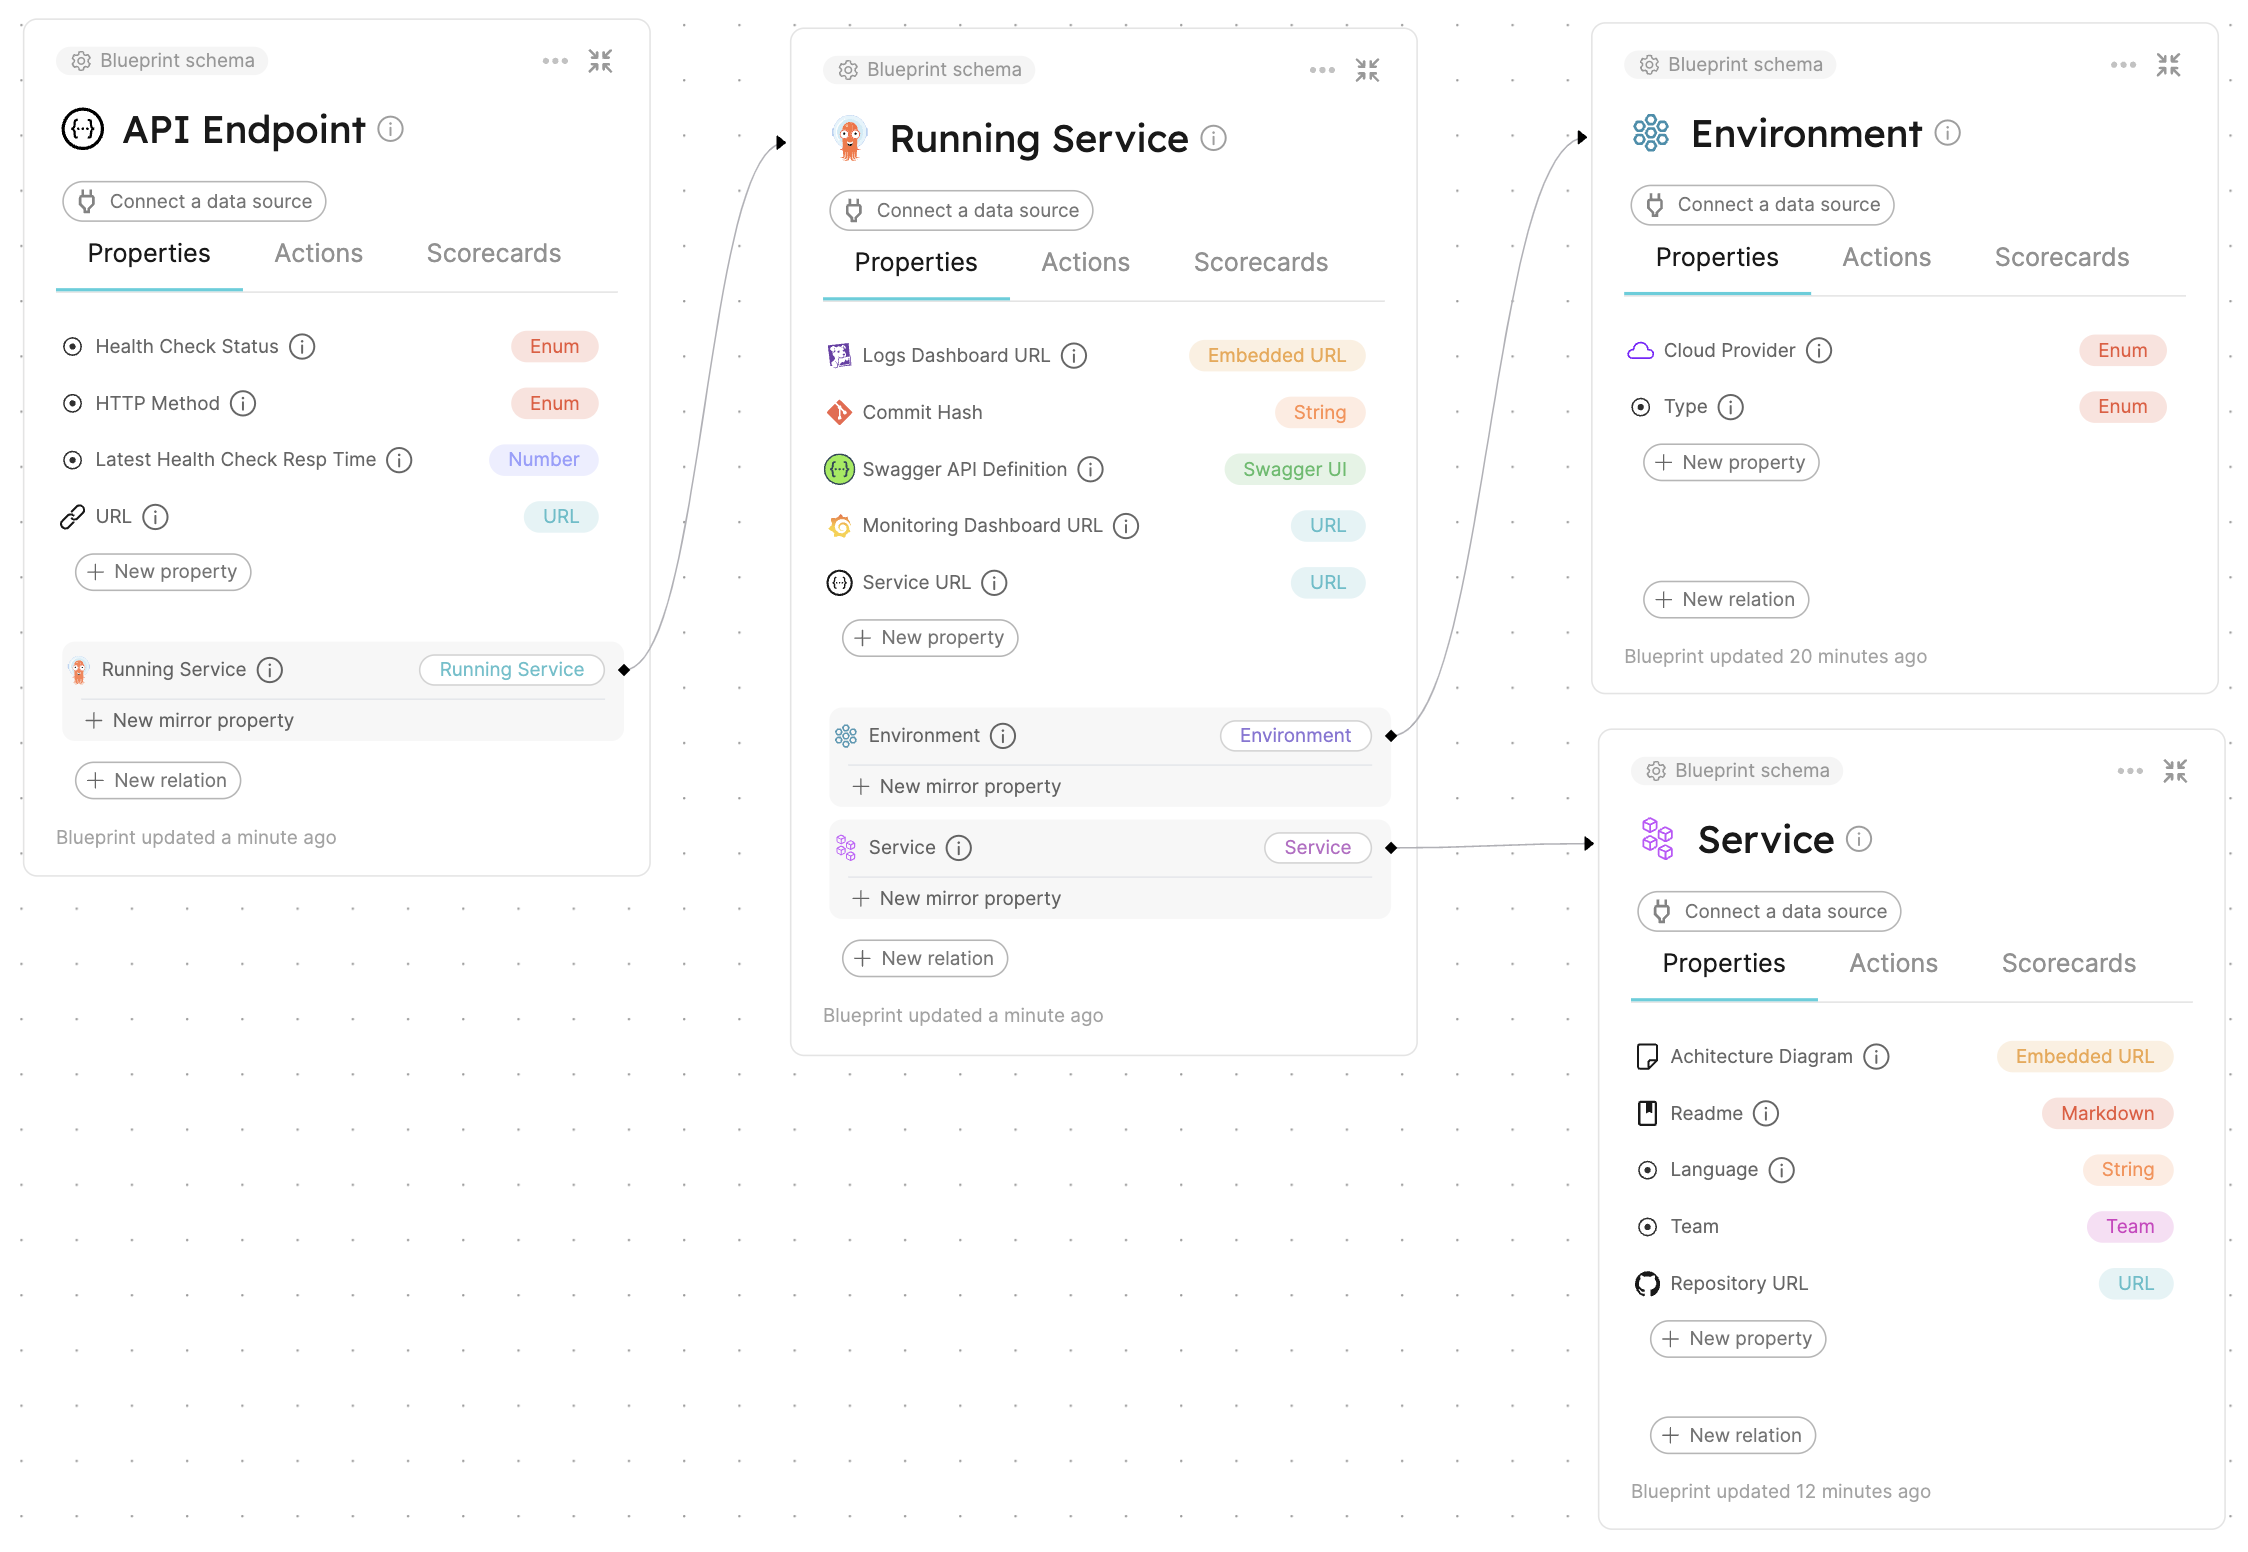 Blueprint schema
API Endpoint
Connect a data source
Properties Actions Scorecards
Health Check Status Enum
HTTP Method Enum
Latest Health Check Resp Time Number
URL URL
+ New property
Running Service Running Service
+ New mirror property
+ New relation
Blueprint updated a minute ago
Blueprint schema
Running Service
Connect a data source
Properties Actions Scorecards
Logs Dashboard URL Embedded URL
Commit Hash String
Swagger API Definition Swagger UI
Monitoring Dashboard URL URL
Service URL URL
+ New property
Environment Environment
+ New mirror property
Service Service
+ New mirror property
+ New relation
Blueprint updated a minute ago
Blueprint schema
Environment
Connect a data source
Properties Actions Scorecards
Cloud Provider Enum
Type Enum
+ New property
+ New relation
Blueprint updated 20 minutes ago
Blueprint schema
Service
Connect a data source
Properties Actions Scorecards
Achitecture Diagram Embedded URL
Readme Markdown
Language String
Team Team
Repository URL URL
+ New property
+ New relation
Blueprint updated 12 minutes ago